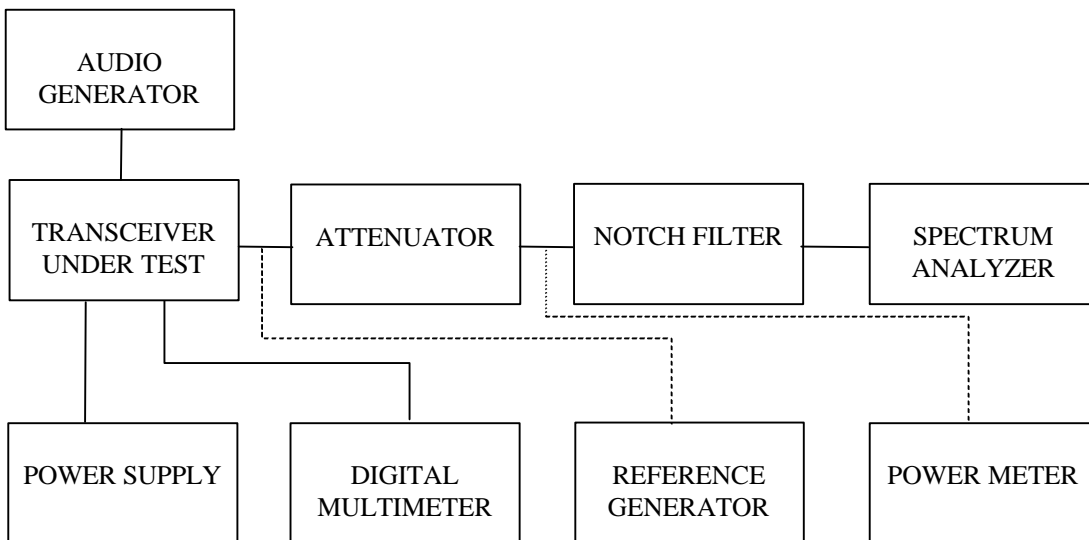 AUDIO
GENERATOR
TRANSCEIVER
UNDER TEST
ATTENUATOR
NOTCH FILTER
SPECTRUM
ANALYZER
POWER SUPPLY
DIGITAL
MULTIMETER
REFERENCE
GENERATOR
POWER METER